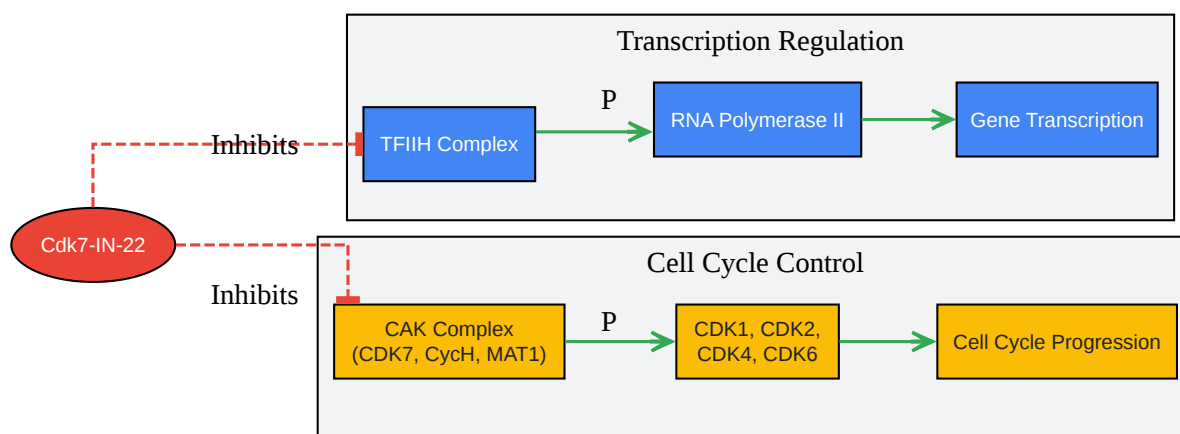 Transcription Regulation
P
RNA Polymerase II
Gene Transcription
Inhibits
TFIIH Complex
Cdk7-IN-22
Cell Cycle Control
Inhibits
CAK Complex
(CDK7, CycH, MAT1)
P
CDK1, CDK2,
CDK4, CDK6
Cell Cycle Progression